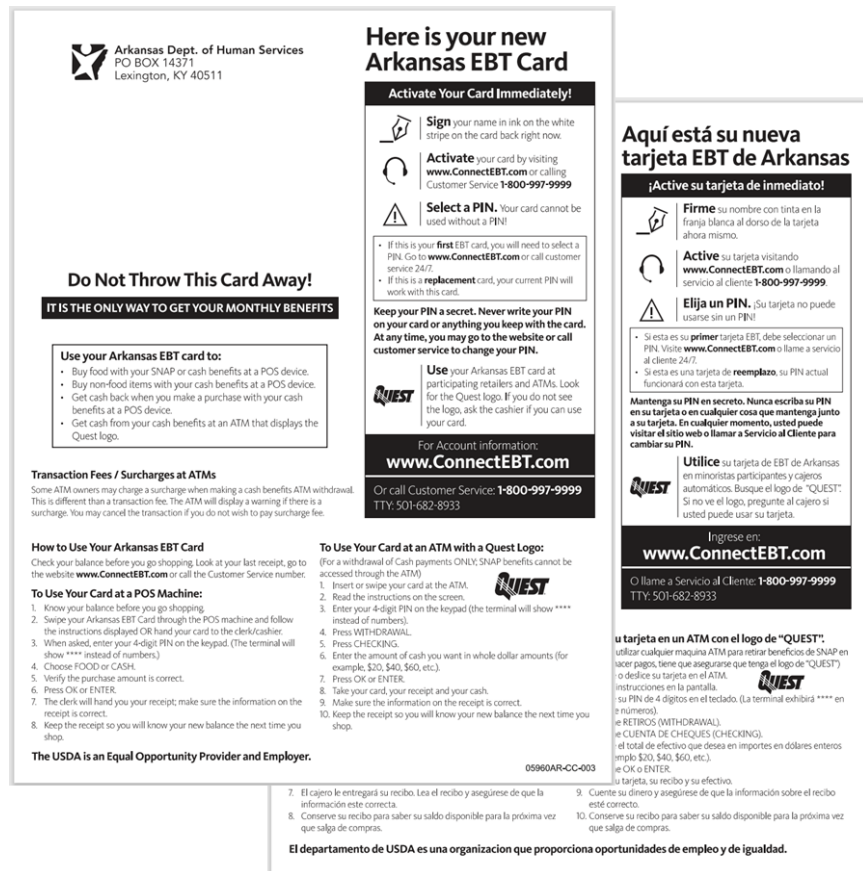 Arkansas Dept. of Human Services
PO BOX 14371
Lexington, KY 40511
Do Not Throw This Card Away!
IT IS THE ONLY WAY TO GET YOUR MONTHLY BENEFITS
Use your Arkansas EBT card to:
• Buy food with your SNAP or cash benefits at a POS device.
• Buy non-food items with your cash benefits at a POS device.
• Get cash back when you make a purchase with your cash
benefits at a POS device.
• Get cash from your cash benefits at an ATM that displays the
Quest logo.
Transaction Fees / Surcharges at ATMs
Some ATM owners may charge a surcharge when making a cash benefits ATM withdrawal.
This is different than a transaction fee. The ATM will display a warning if there is a
surcharge. You may cancel the transaction if you do not wish to pay surcharge fee.
Here is your new
Arkansas EBT Card
Activate Your Card Immediately!
Sign your name in ink on the white
stripe on the card back right now.
Activate your card by visiting
www.ConnectEBT.com or calling
Customer Service 1-800-997-9999
Select a PIN. Your card cannot be
used without a PIN!
• If this is your first EBT card, you will need to select a
PIN. Go to www.ConnectEBT.com or call customer
service 24/7.
• If this is a replacement card, your current PIN will
work with this card.
Keep your PIN a secret. Never write your PIN
on your card or anything you keep with the card.
At any time, you may go to the website or call
customer service to change your PIN.
QUEST
Use your Arkansas EBT card at
participating retailers and ATMs. Look
for the Quest logo. If you do not see
the logo, ask the cashier if you can use
your card.
For Account information:
www.ConnectEBT.com
Or call Customer Service: 1-800-997-9999
TTY: 501-682-8933
How to Use Your Arkansas EBT Card
Check your balance before you go shopping. Look at your last receipt, go to
the website www.ConnectEBT.com or call the Customer Service number.
To Use Your Card at a POS Machine:
1. Know your balance before you go shopping.
2. Swipe your Arkansas EBT Card through the POS machine and follow
the instructions displayed OR hand your card to the clerk/cashier.
3. When asked, enter your 4-digit PIN on the keypad. (The terminal will
show **** instead of numbers.)
4. Choose FOOD or CASH.
5. Verify the purchase amount is correct.
6. Press OK or ENTER.
7. The clerk will hand you your receipt; make sure the information on the
receipt is correct.
8. Keep the receipt so you will know your new balance the next time you
shop.
The USDA is an Equal Opportunity Provider and Employer.
To Use Your Card at an ATM with a Quest Logo:
(For a withdrawal of Cash payments ONLY; SNAP benefits cannot be
accessed through the ATM)
1. Insert or swipe your card at the ATM.
2. Read the instructions on the screen.
3. Enter your 4-digit PIN on the keypad (the terminal will show ****
instead of numbers).
4. Press WITHDRAWAL.
5. Press CHECKING.
6. Enter the amount of cash you want in whole dollar amounts (for
example, $20, $40, $60, etc.).
7. Press OK or ENTER.
8. Take your card, your receipt and your cash.
9. Make sure the information on the receipt is correct.
10. Keep the receipt so you will know your new balance the next time you
shop.
QUEST
05960AR-CC-003
Aquí está su nueva
tarjeta EBT de Arkansas
¡Active su tarjeta de inmediato!
Firme su nombre con tinta en la
franja blanca al dorso de la tarjeta
ahora mismo.
Active su tarjeta visitando
www.ConnectEBT.com o llamando al
servicio al cliente 1-800-997-9999.
Elija un PIN. ¡Su tarjeta no puede
usarse sin un PIN!
• Si esta es su primer tarjeta EBT, debe seleccionar un
PIN. Visite www.ConnectEBT.com o llame a servicio
al cliente 24/7.
• Si esta es una tarjeta de reemplazo, su PIN actual
funcionará con esta tarjeta.
Mantenga su PIN en secreto. Nunca escriba su PIN
en su tarjeta o en cualquier cosa que mantenga junto
a su tarjeta. En cualquier momento, usted puede
visitar el sitio web o llamar a Servicio al Cliente para
cambiar su PIN.
QUEST
Utilice su tarjeta de EBT de Arkansas
en minoristas participantes y cajeros
automáticos. Busque el logo de "QUEST".
Si no ve el logo, pregunte al cajero si
usted puede usar su tarjeta.
Ingrese en:
www.ConnectEBT.com
O llame a Servicio al Cliente: 1-800-997-9999
TTY: 501-682-8933
u tarjeta en un ATM con el logo de "QUEST".
utilizar cualquier maquina ATM para retirar beneficios de SNAP en
hacer pagos, tiene que asegurarse que tenga el logo de "QUEST")
o deslice su tarjeta en el ATM.
instrucciones en la pantalla.
QUEST
su PIN de 4 dígitos en el teclado. (La terminal exhibirá **** en
e números).
e RETIROS (WITHDRAWAL).
e CUENTA DE CHEQUES (CHECKING).
el total de efectivo que desea en importes en dólares enteros
emplo $20, $40, $60, etc.).
e OK o ENTER.
u tarjeta, su recibo y su efectivo.
7. El cajero le entregará su recibo. Lea el recibo y asegúrese de que la
información este correcta.
8. Conserve su recibo para saber su saldo disponible para la próxima vez
que salga de compras.
9. Cuente su dinero y asegúrese de que la información sobre el recibo
esté correcto.
10. Conserve su recibo para saber su saldo disponible para la próxima vez
que salga de compras.
El departamento de USDA es una organizacion que proporciona oportunidades de empleo y de igualdad.